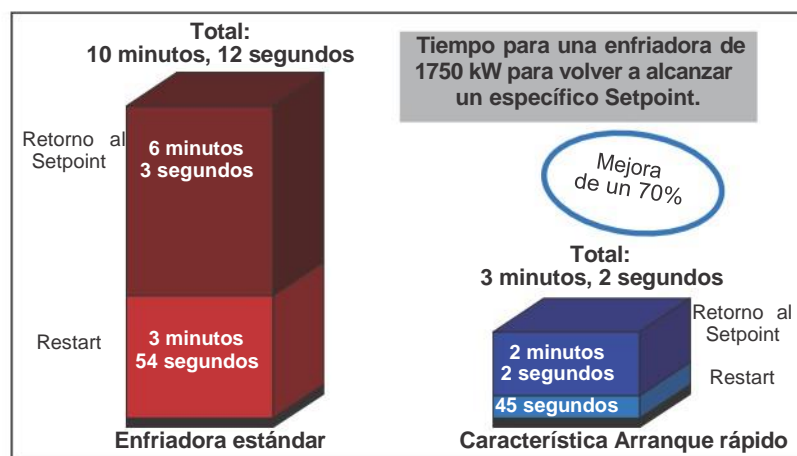 Total:
10 minutos, 12 segundos
Retorno al
Setpoint
6 minutos
3 segundos
Restart
3 minutos
54 segundos
Enfriadora estándar
Tiempo para una enfriadora de
1750 kW para volver a alcanzar
un específico Setpoint.
Mejora
de un 70%
Total:
3 minutos, 2 segundos
Retorno al
Setpoint
2 minutos
2 segundos
Restart
45 segundos
Característica Arranque rápido